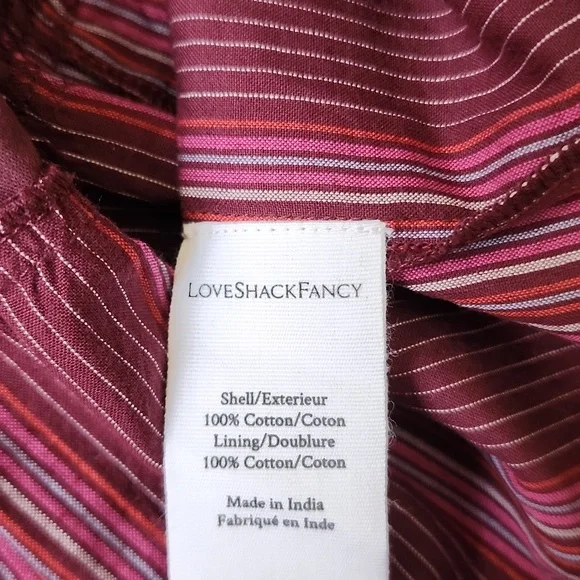 LOVESHACKFANCY
Shell/Exterieur
100% Cotton/Coton
Lining/Doublure
100% Cotton/Coton
Made in India
Fabriqué en Inde